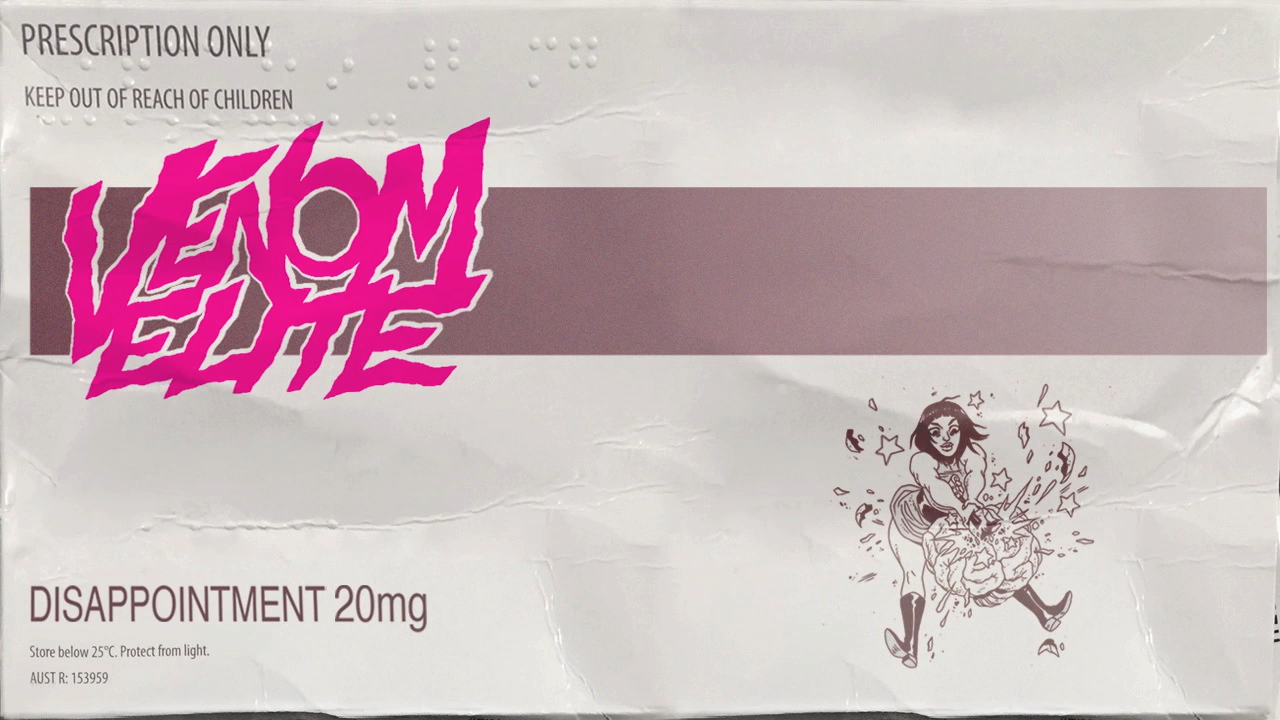 PRESCRIPTION ONLY
KEEP OUT OF REACH OF CHILDREN
VENOM
ELITE
DISAPPOINTMENT 20mg
Store below 25°C. Protect from light.
AUST R: 153959